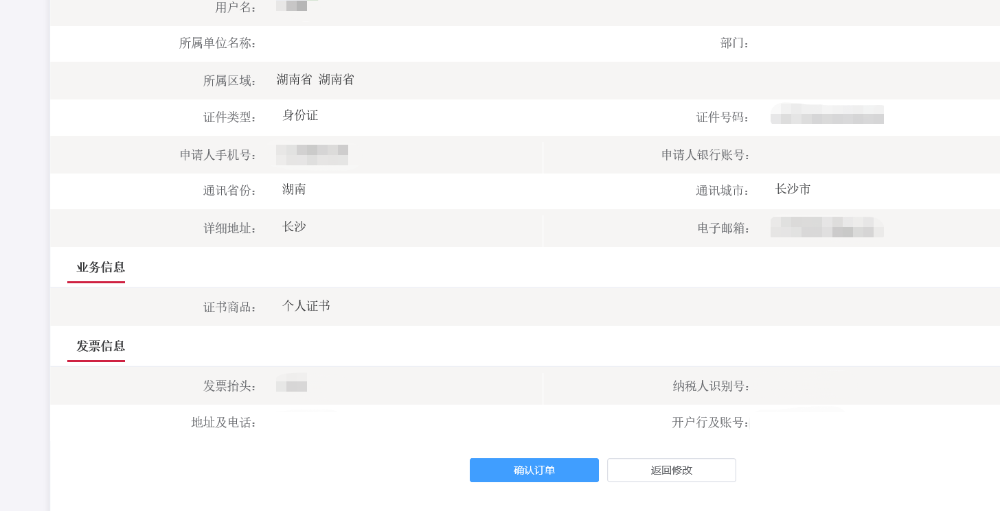 用户名：
所属单位名称： 部门：
所属区域： 湖南省 湖南省
证件类型： 身份证 证件号码：
申请人手机号： 申请人银行账号：
通讯省份： 湖南 通讯城市： 长沙市
详细地址： 长沙 电子邮箱：
业务信息
证书商品： 个人证书
发票信息
发票抬头： 纳税人识别号：
地址及电话： 开户行及账号：
确认订单 返回修改